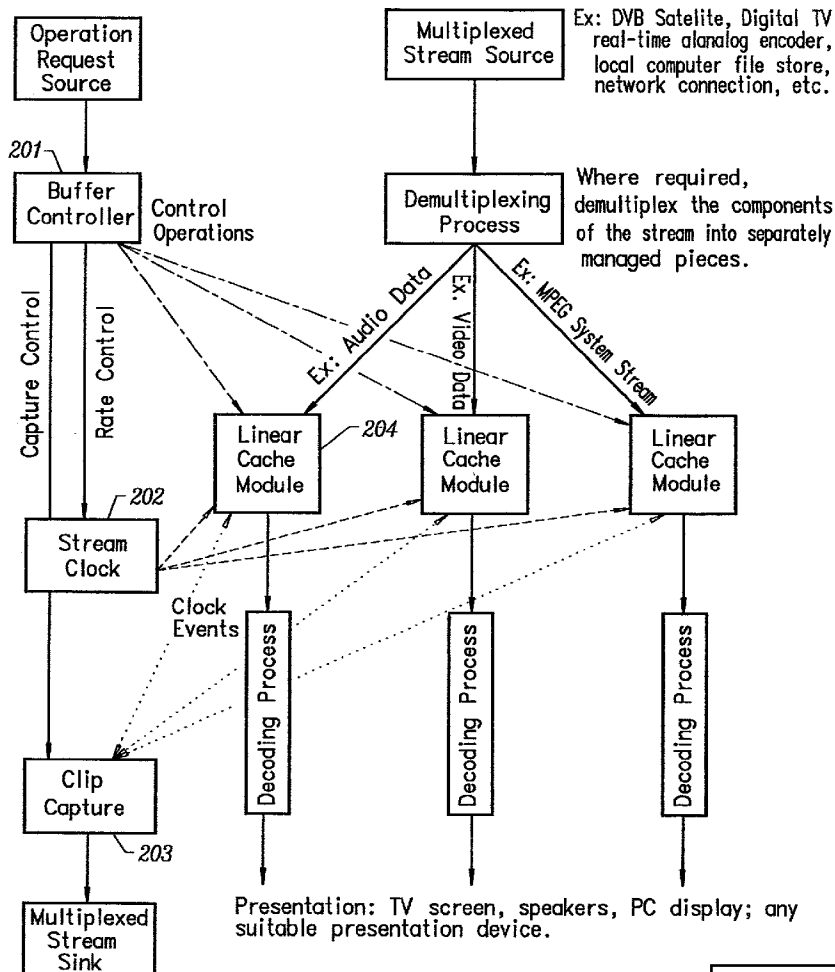 Operation
Request
Source
Multiplexed
Stream Source
Ex: DVB Satelite, Digital TV
real-time alanalog encoder,
local computer file store,
network connection, etc.
201
Buffer
Controller
Control
Operations
Demultiplexing
Process
Where required,
demultiplex the components
of the stream into separately
managed pieces.
Capture Control
Rate Control
Ex: Audio Data
Ex. Video Data
Ex: MPEG System Stream
Linear
Cache
Module
204
Linear
Cache
Module
Linear
Cache
Module
202
Stream
Clock
Clock
Events
Decoding Process
Decoding Process
Decoding Process
Clip
Capture
203
Multiplexed
Stream
Sink
Presentation: TV screen, speakers, PC display; any
suitable presentation device.